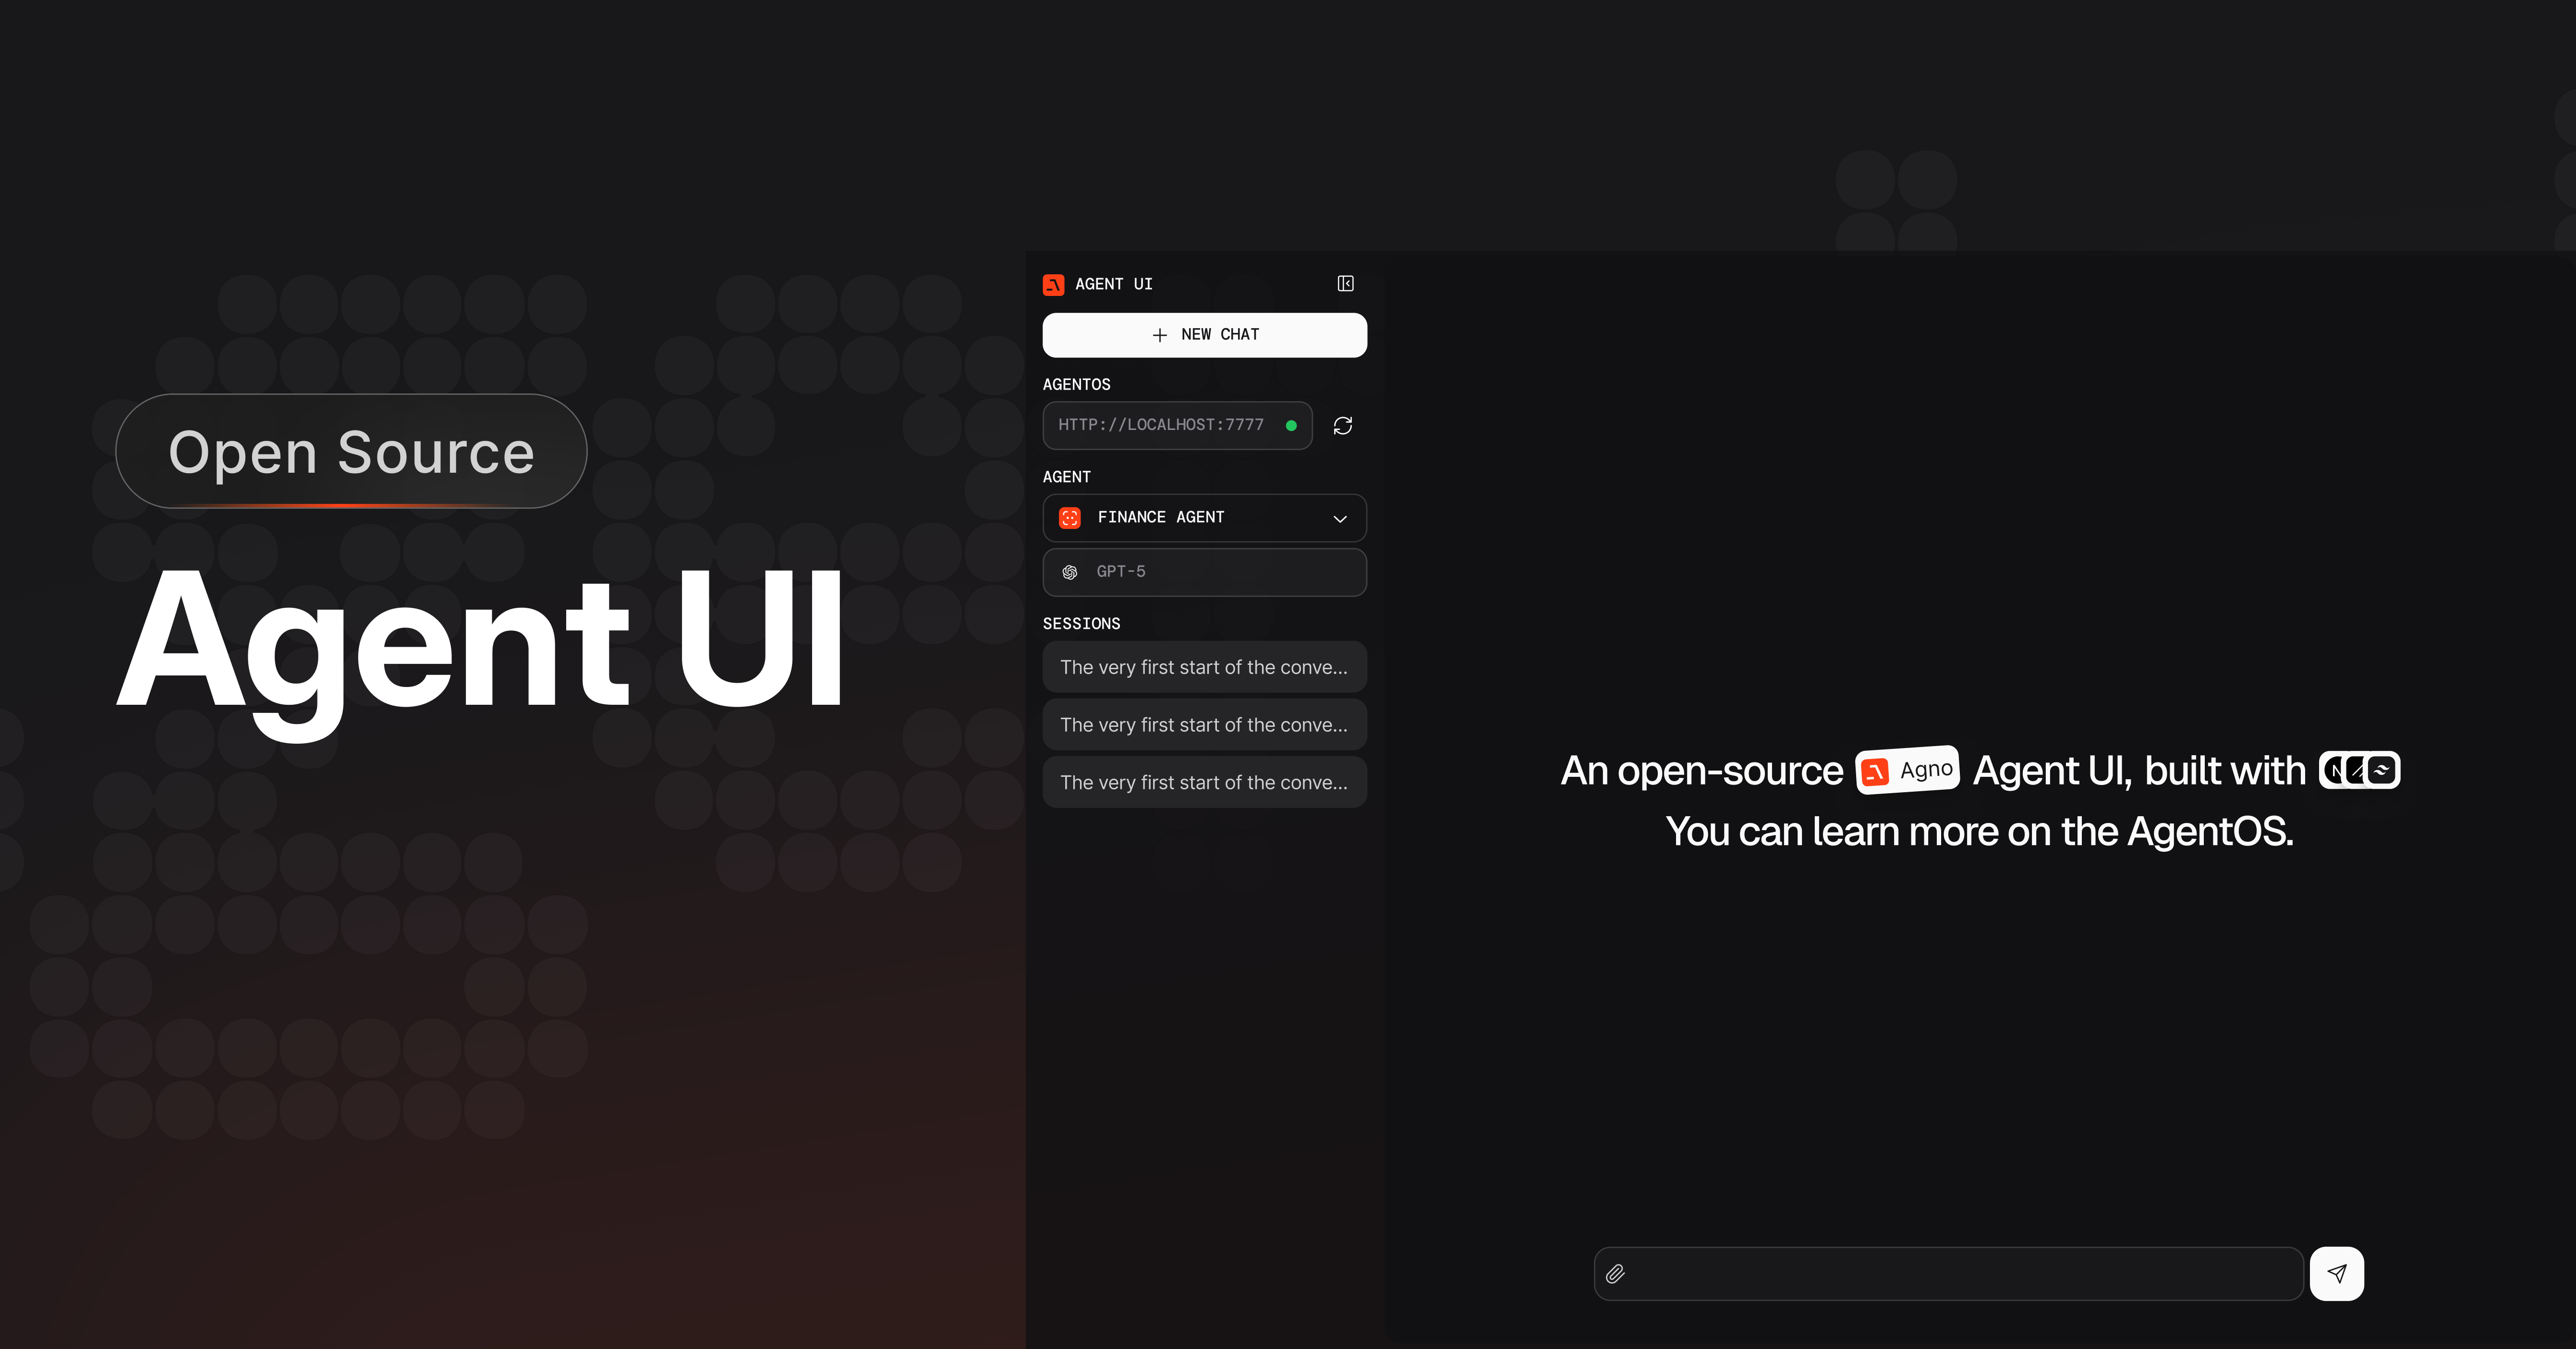 Open Source
Agent UI
AGENT UI
NEW CHAT
AGENTOS
HTTP://LOCALHOST:7777
AGENT
FINANCE AGENT
GPT-5
SESSIONS
The very first start of the conve...
The very first start of the conve...
The very first start of the conve...
An open-source Agno Agent UI, built with
You can learn more on the AgentOS.